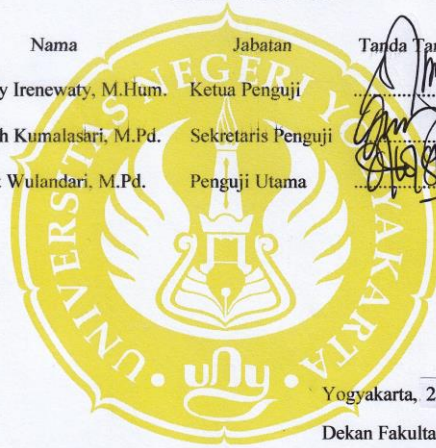 Nama Jabatan Tanda Tan
y Irenewaty, M.Hum. Ketua Penguji
h Kumalasari, M.Pd. Sekretaris Penguji
Wulandari, M.Pd. Penguji Utama
UNIVERSITAS NEGERI YOGYAKARTA
uny
Yogyakarta, 2
Dekan Fakulta